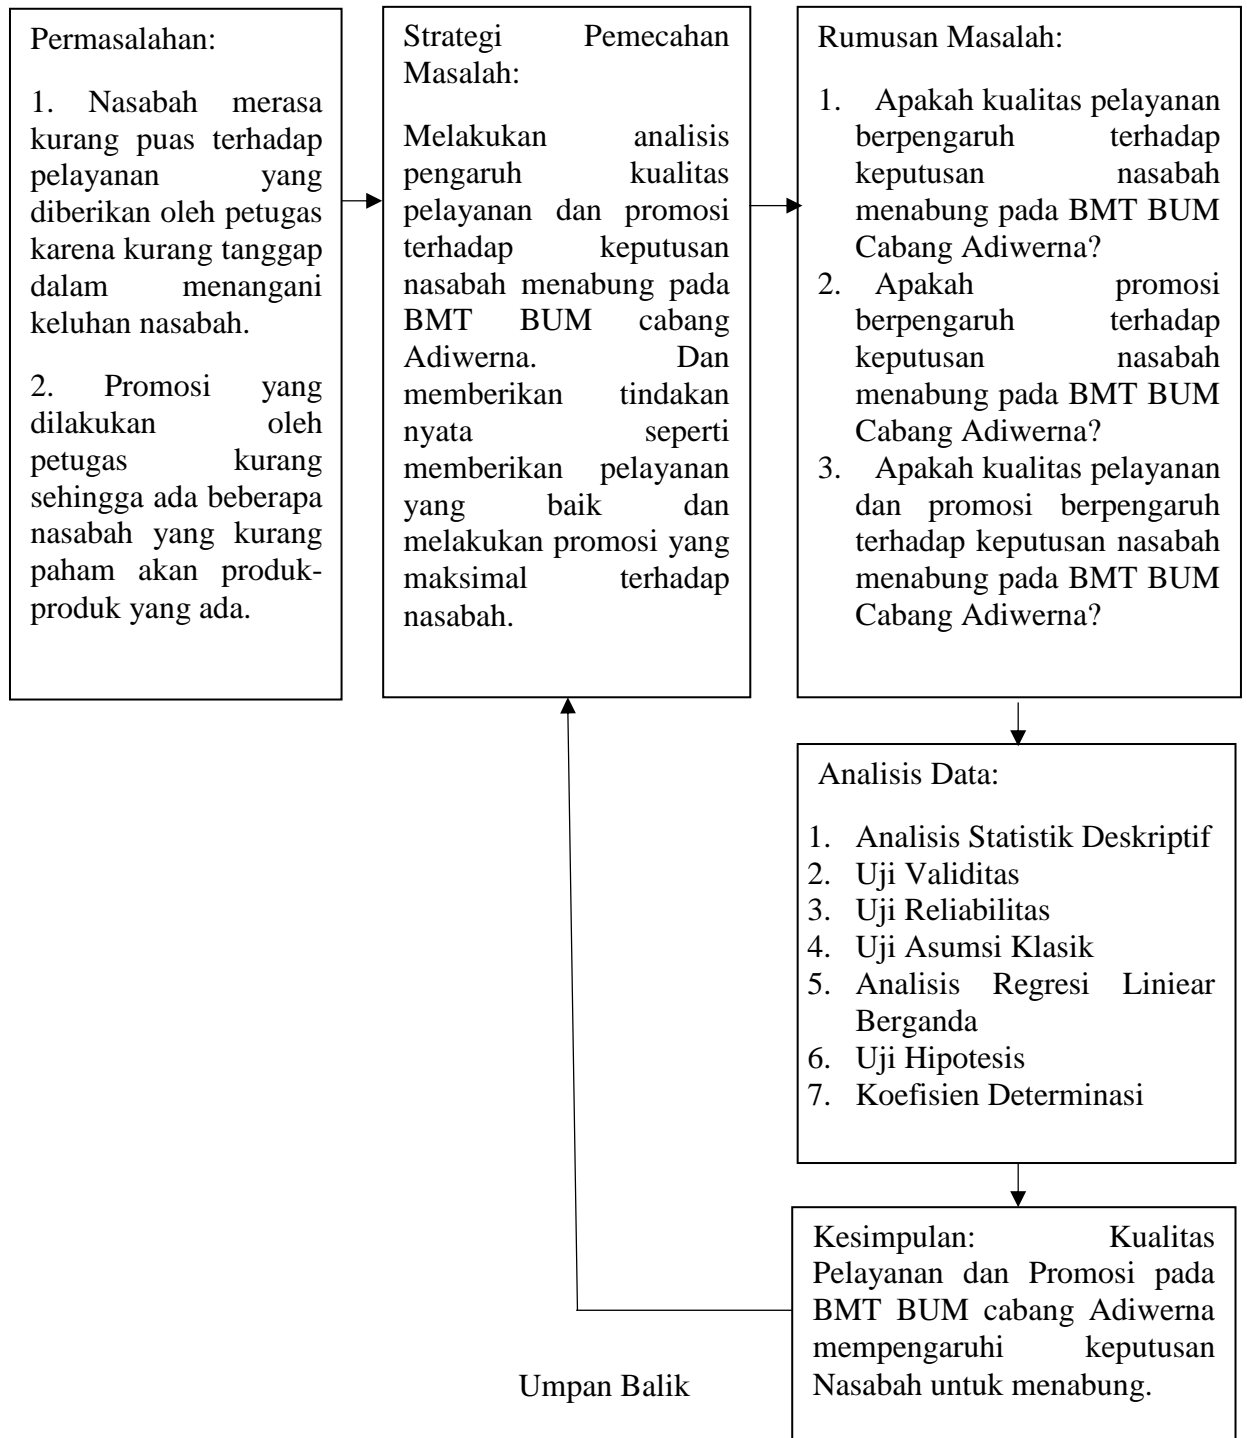 Permasalahan:
1. Nasabah merasa
kurang puas terhadap
pelayanan yang
diberikan oleh petugas
karena kurang tanggap
dalam menangani
keluhan nasabah.
2. Promosi yang
dilakukan oleh
petugas kurang
sehingga ada beberapa
nasabah yang kurang
paham akan produk-
produk yang ada.
Strategi Pemecahan
Masalah:
Melakukan analisis
pengaruh kualitas
pelayanan dan promosi
terhadap keputusan
nasabah menabung pada
BMT BUM cabang
Adiwerna. Dan
memberikan tindakan
nyata seperti
memberikan pelayanan
yang baik dan
melakukan promosi yang
maksimal terhadap
nasabah.
Rumusan Masalah:
1. Apakah kualitas pelayanan
berpengaruh terhadap
keputusan nasabah
menabung pada BMT BUM
Cabang Adiwerna?
2. Apakah promosi
berpengaruh terhadap
keputusan nasabah
menabung pada BMT BUM
Cabang Adiwerna?
3. Apakah kualitas pelayanan
dan promosi berpengaruh
terhadap keputusan nasabah
menabung pada BMT BUM
Cabang Adiwerna?
Analisis Data:
1. Analisis Statistik Deskriptif
2. Uji Validitas
3. Uji Reliabilitas
4. Uji Asumsi Klasik
5. Analisis Regresi Liniear
Berganda
6. Uji Hipotesis
7. Koefisien Determinasi
Kesimpulan: Kualitas
Pelayanan dan Promosi pada
BMT BUM cabang Adiwerna
mempengaruhi keputusan
Nasabah untuk menabung.
Umpan Balik